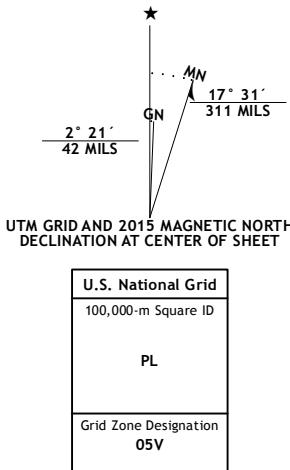 MN
GN
17° 31´
311 MILS
2° 21´
42 MILS
UTM GRID AND 2015 MAGNETIC NORTH
DECLINATION AT CENTER OF SHEET
U.S. National Grid
100,000-m Square ID
PL
Grid Zone Designation
05V